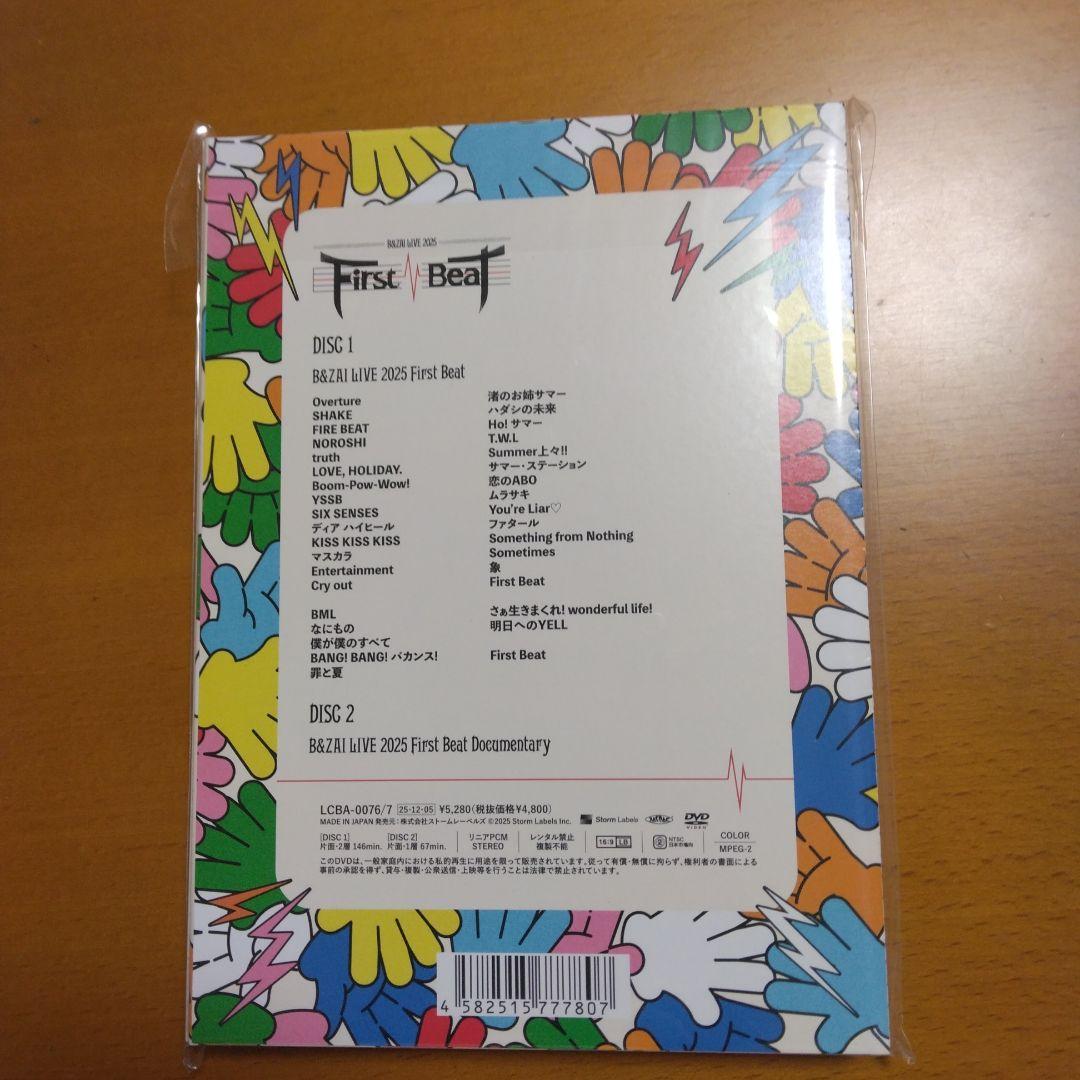 B&ZAI LIVE 2025
First Beat
DISC 1
B&ZAI LIVE 2025 First Beat
Overture
SHAKE
FIRE BEAT
NOROSHI
truth
LOVE, HOLIDAY.
Boom-Pow-Wow!
YSSB
SIX SENSES
ディア ハイヒール
KISS KISS KISS
マスカラ
Entertainment
Cry out
BML
なにもの
僕が僕のすべて
BANG! BANG! バカンス!
罪と夏
渚のお姉サマー
ハダシの未来
Ho! サマー
T.W.L
Summer上々!!
サマー・ステーション
恋のABO
ムラサキ
You're Liar♡
ファタール
Something from Nothing
Sometimes
象
First Beat
さぁ生きまくれ! wonderful life!
明日へのYELL
First Beat
DISC 2
B&ZAI LIVE 2025 First Beat Documentary
LCBA-0076/7 25-12-05 ¥5,280(税抜価格¥4,800)
MADE IN JAPAN 発売元:株式会社ストームレーベルズ ©2025 Storm Labels Inc.
Storm Labels
DVD VIDEO
[DISC 1] 片面・2層 146min.
[DISC 2] 片面・1層 67min.
リニアPCM STEREO
レンタル禁止 複製不能
16:9 LB
2 NTSC 日本市場向
COLOR MPEG-2
このDVDは、一般家庭内における私的再生に用途を限って販売されています。従って有償・無償に拘らず、権利者の書面による
事前の承認を得ず、貸与・複製・公衆送信・上映等を行うことは法律で禁止されています。
4 582515 777807